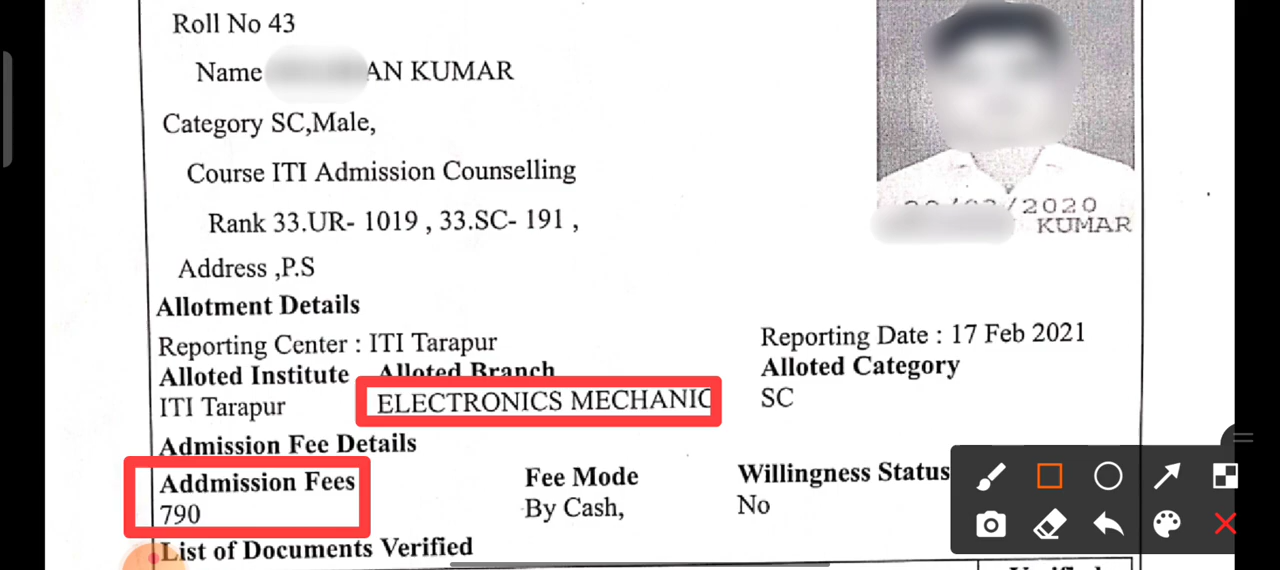 Roll No 43
Name AN KUMAR
Category SC,Male,
Course ITI Admission Counselling
Rank 33.UR- 1019 , 33.SC- 191 ,
/2020
KUMAR
Address ,P.S
Allotment Details
Reporting Center : ITI Tarapur Reporting Date : 17 Feb 2021
Alloted Institute Alloted Branch Alloted Category
ITI Tarapur ELECTRONICS MECHANIC SC
Admission Fee Details
Addmission Fees Fee Mode Willingness Status
790 By Cash, No
List of Documents Verified